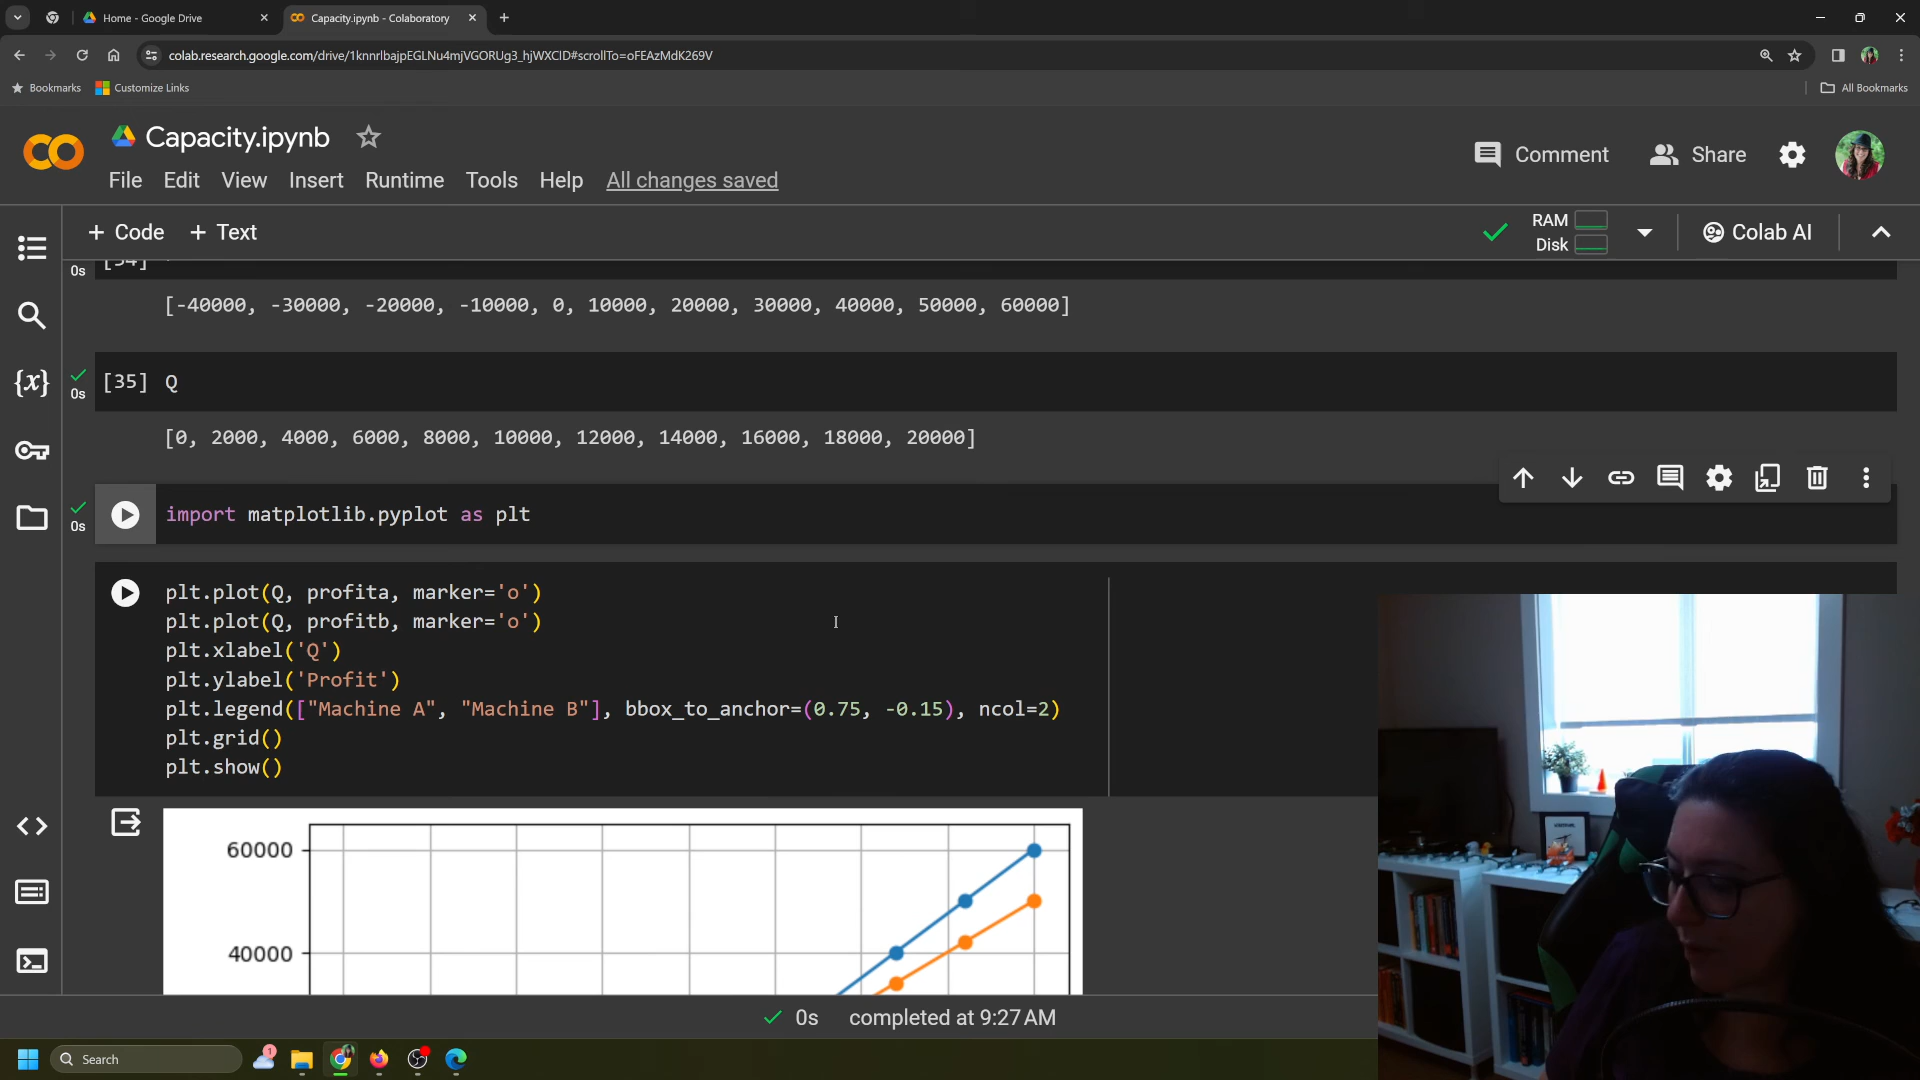 Home - Google Drive
Capacity.ipynb - Colaboratory
colab.research.google.com/drive/1knnrlbajpEGLNu4mjVGORUg3_hjWXClD#scrollTo=oFEAzMdK269V
Bookmarks
Customize Links
All Bookmarks
Capacity.ipynb
Comment
Share
File Edit View Insert Runtime Tools Help All changes saved
+ Code + Text
RAM
Disk
Colab AI
0s
[34]
[-40000, -30000, -20000, -10000, 0, 10000, 20000, 30000, 40000, 50000, 60000]
{x}
0s
[35] Q
[0, 2000, 4000, 6000, 8000, 10000, 12000, 14000, 16000, 18000, 20000]
0s
import matplotlib.pyplot as plt
plt.plot(Q, profita, marker='o')
plt.plot(Q, profitb, marker='o')
plt.xlabel('Q')
plt.ylabel('Profit')
plt.legend(["Machine A", "Machine B"], bbox_to_anchor=(0.75, -0.15), ncol=2)
plt.grid()
plt.show()
60000
40000
0s completed at 9:27 AM
Search
1